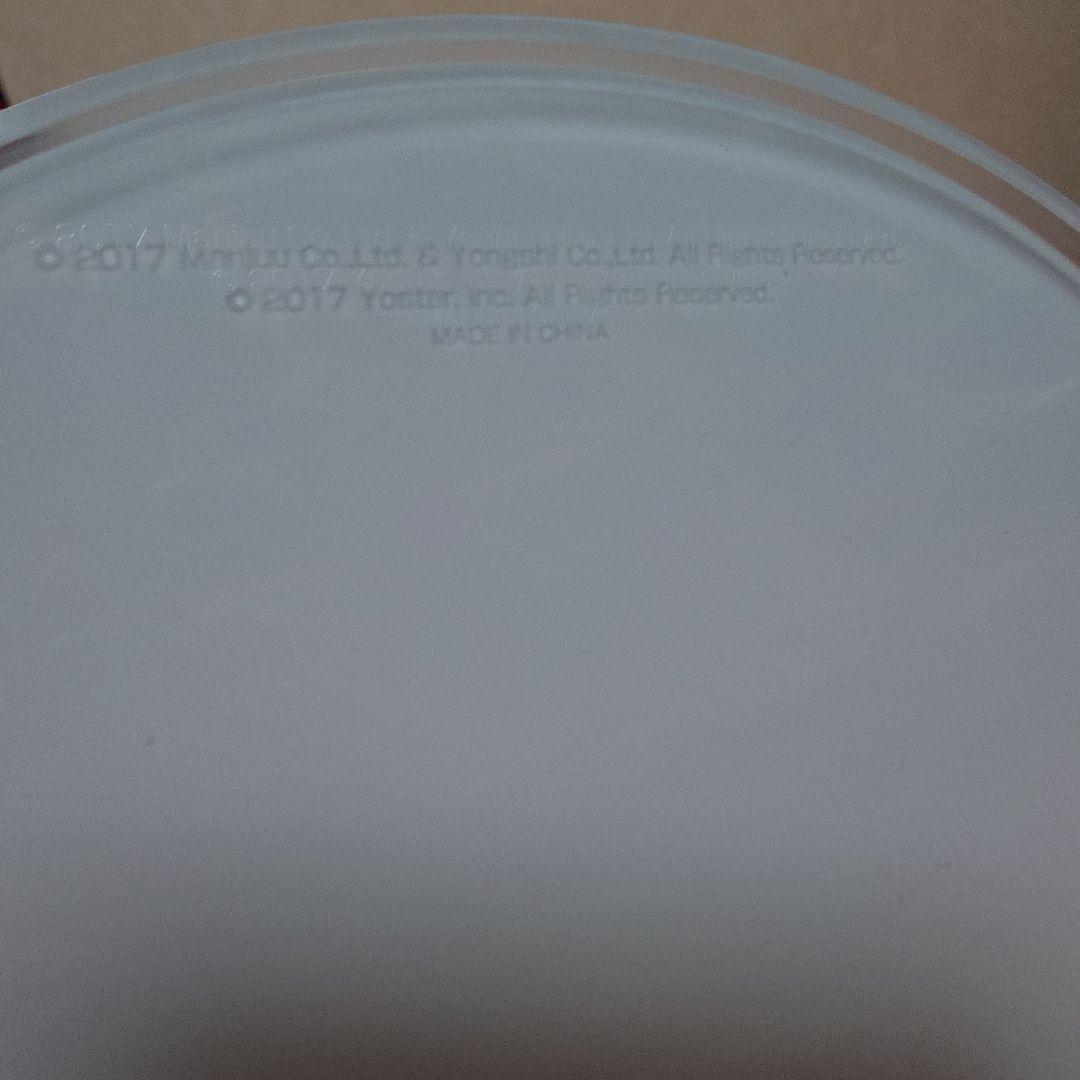 © 2017 Manjuu Co.,Ltd. & Yongshi Co.,Ltd. All Rights Reserved.
© 2017 Yostar, Inc. All Rights Reserved.
MADE IN CHINA